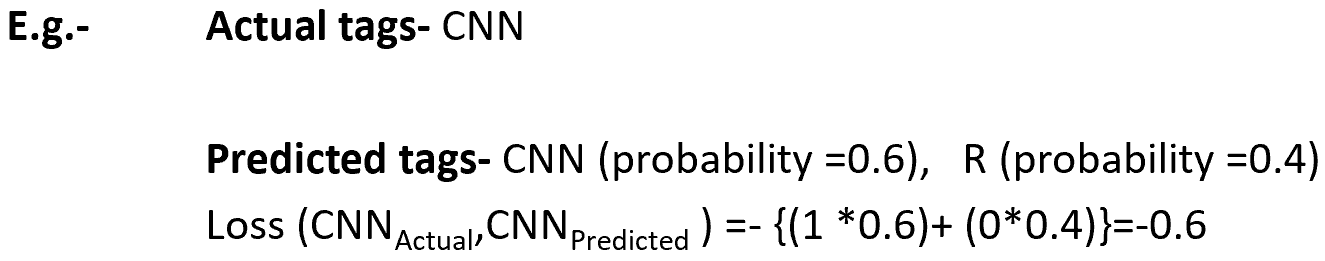 E.g.- Actual tags- CNN
Predicted tags- CNN (probability =0.6), R (probability =0.4)
Loss (CNNActual,CNNPredicted ) =- {(1 *0.6)+ (0*0.4)}=-0.6